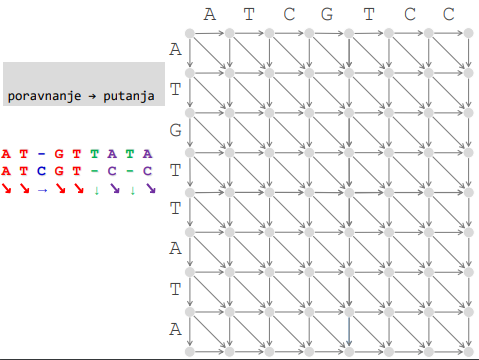 A T C G T C C
poravnanje → putanja
A T - G T T A T A
A T C G T - C - C
↘ ↘ → ↘ ↘ ↓ ↘ ↓ ↘
A
T
G
T
T
A
T
A